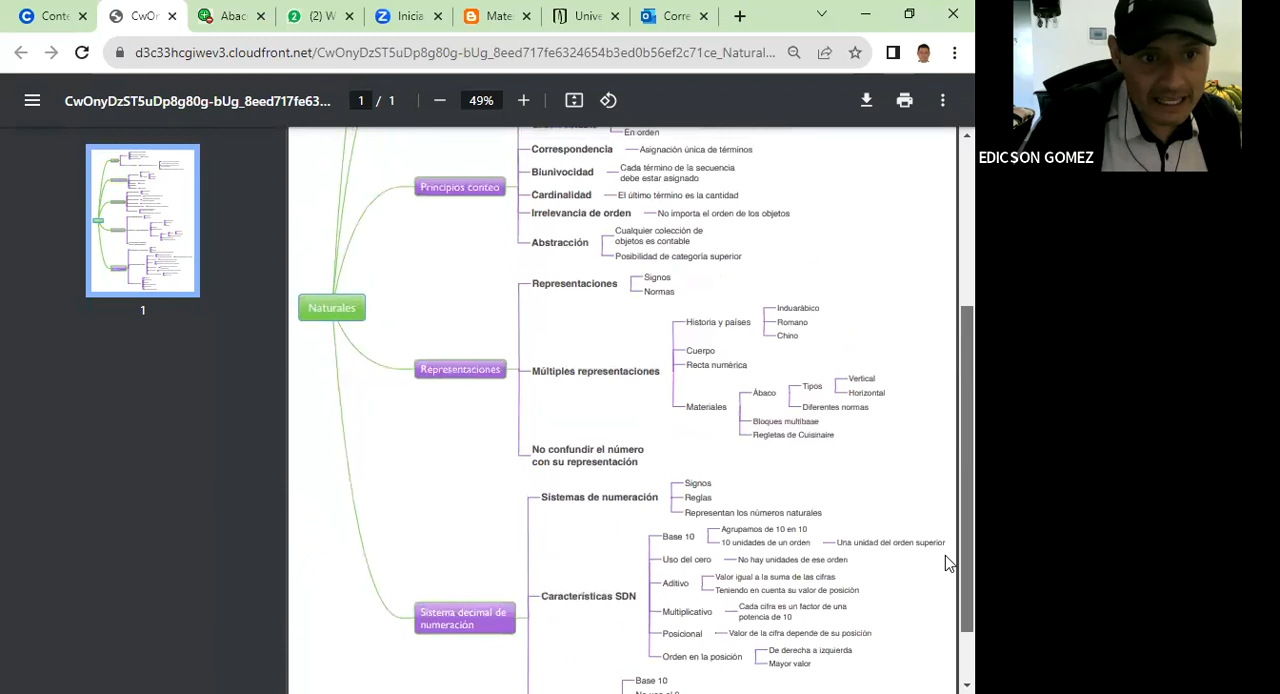 Conte
CwOn
Abac
(2) W
Inicia
Mate
Unive
Corre
d3c33hcgiwev3.cloudfront.net/CwOnyDzST5uDp8g80g-bUg_8eed717fe6324654b3ed0b56ef2c71ce_Natural...
CwOnyDzST5uDp8g80g-bUg_8eed717fe63...
1 / 1
49%
EDICSON GOMEZ
1
En orden
Correspondencia
Asignación única de términos
Biunivocidad
Cada término de la secuencia
debe estar asignado
Principios conteo
Cardinalidad
El último término es la cantidad
Irrelevancia de orden
No importa el orden de los objetos
Abstracción
Cualquier colección de
objetos es contable
Posibilidad de categoría superior
Naturales
Representaciones
Signos
Normas
Representaciones
Múltiples representaciones
Historia y países
Induarábico
Romano
Chino
Cuerpo
Recta numérica
Materiales
Ábaco
Tipos
Vertical
Horizontal
Diferentes normas
Bloques multibase
Regletas de Cuisinaire
No confundir el número
con su representación
Sistema decimal de
numeración
Sistemas de numeración
Signos
Reglas
Representan los números naturales
Características SDN
Base 10
Agrupamos de 10 en 10
10 unidades de un orden
Una unidad del orden superior
Uso del cero
No hay unidades de ese orden
Aditivo
Valor igual a la suma de las cifras
Teniendo en cuenta su valor de posición
Multiplicativo
Cada cifra es un factor de una
potencia de 10
Posicional
Valor de la cifra depende de su posición
Orden en la posición
De derecha a izquierda
Mayor valor
Base 10